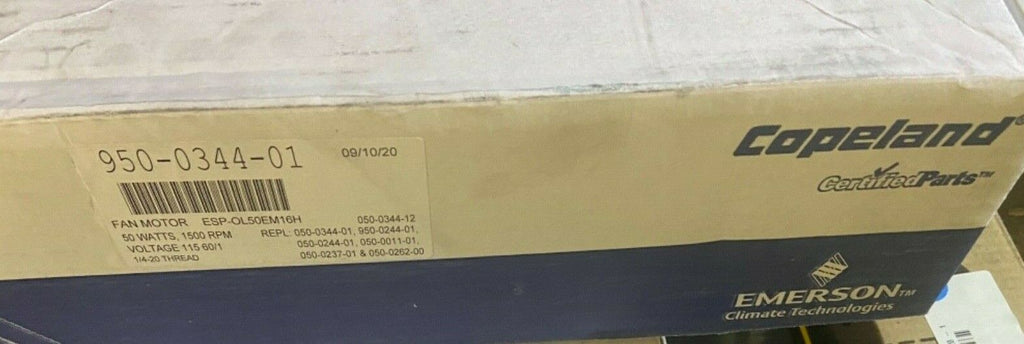 950-0344-01 09/10/20
FAN MOTOR ESP-OL50EM16H 050-0344-12
50 WATTS, 1500 RPM REPL: 050-0344-01, 950-0244-01,
VOLTAGE 115 60/1 050-0244-01, 050-0011-01,
1/4-20 THREAD 050-0237-01 & 050-0262-00
Copeland®
CertifiedParts™
EMERSON™
Climate Technologies